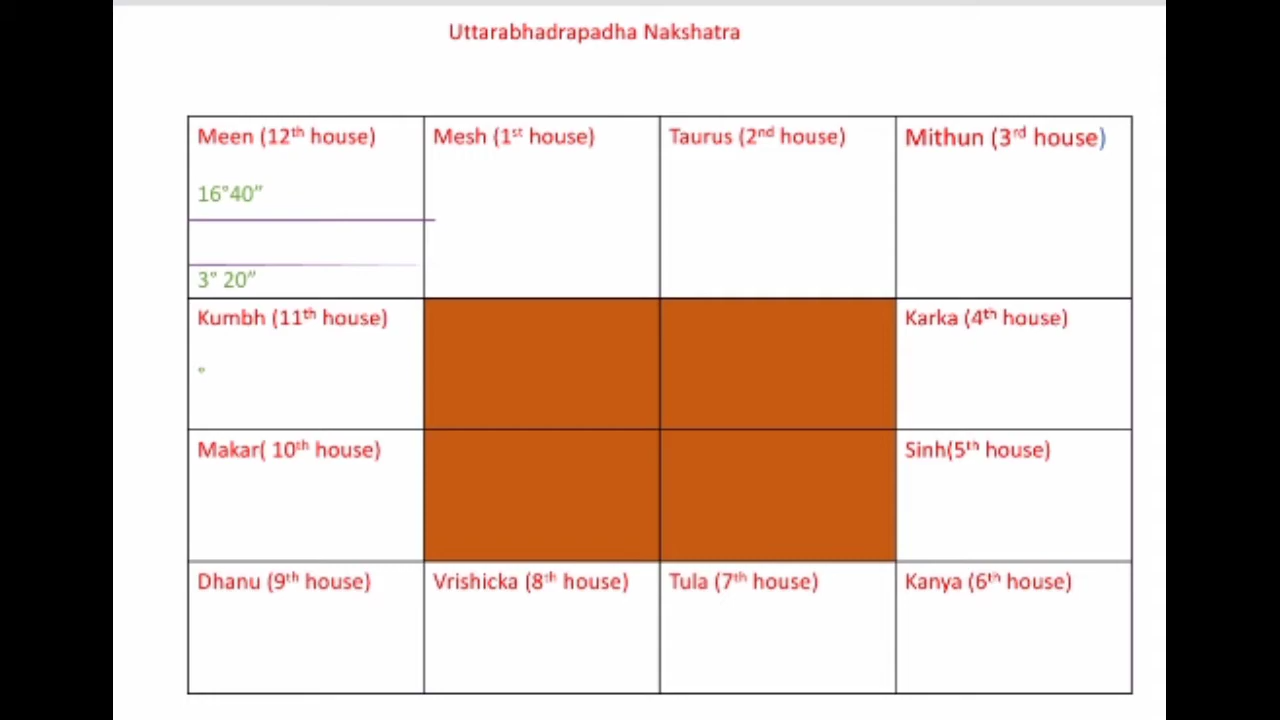 Uttarabhadrapadha Nakshatra
Meen (12th house)
Mesh (1st house)
Taurus (2nd house)
Mithun (3rd house)
16°40”
3° 20”
Kumbh (11th house)
Karka (4th house)
°
Makar( 10th house)
Sinh(5th house)
Dhanu (9th house)
Vrishicka (8th house)
Tula (7th house)
Kanya (6th house)